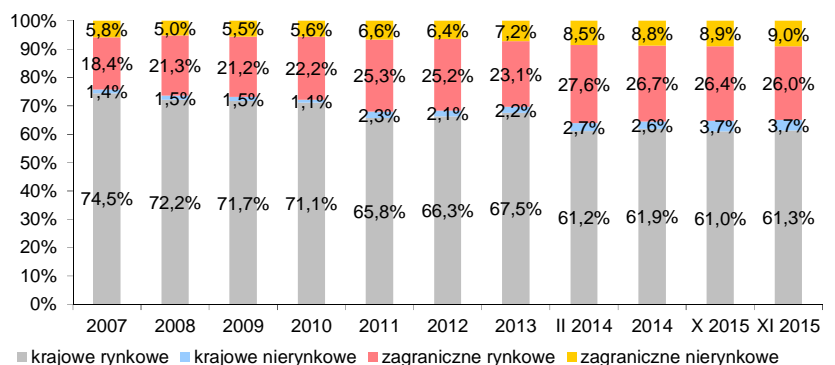 100%
90%
80%
70%
60%
50%
40%
30%
20%
10%
0%
5,8% 5,0% 5,5% 5,6% 6,6% 6,4% 7,2% 8,5% 8,8% 8,9% 9,0%
18,4% 21,3% 21,2% 22,2% 25,3% 25,2% 23,1% 27,6% 26,7% 26,4% 26,0%
1,4% 1,5% 1,5% 1,1% 2,3% 2,1% 2,2% 2,7% 2,6% 3,7% 3,7%
74,5% 72,2% 71,7% 71,1% 65,8% 66,3% 67,5% 61,2% 61,9% 61,0% 61,3%
2007 2008 2009 2010 2011 2012 2013 II 2014 2014 X 2015 XI 2015
krajowe rynkowe krajowe nierynkowe zagraniczne rynkowe zagraniczne nierynkowe